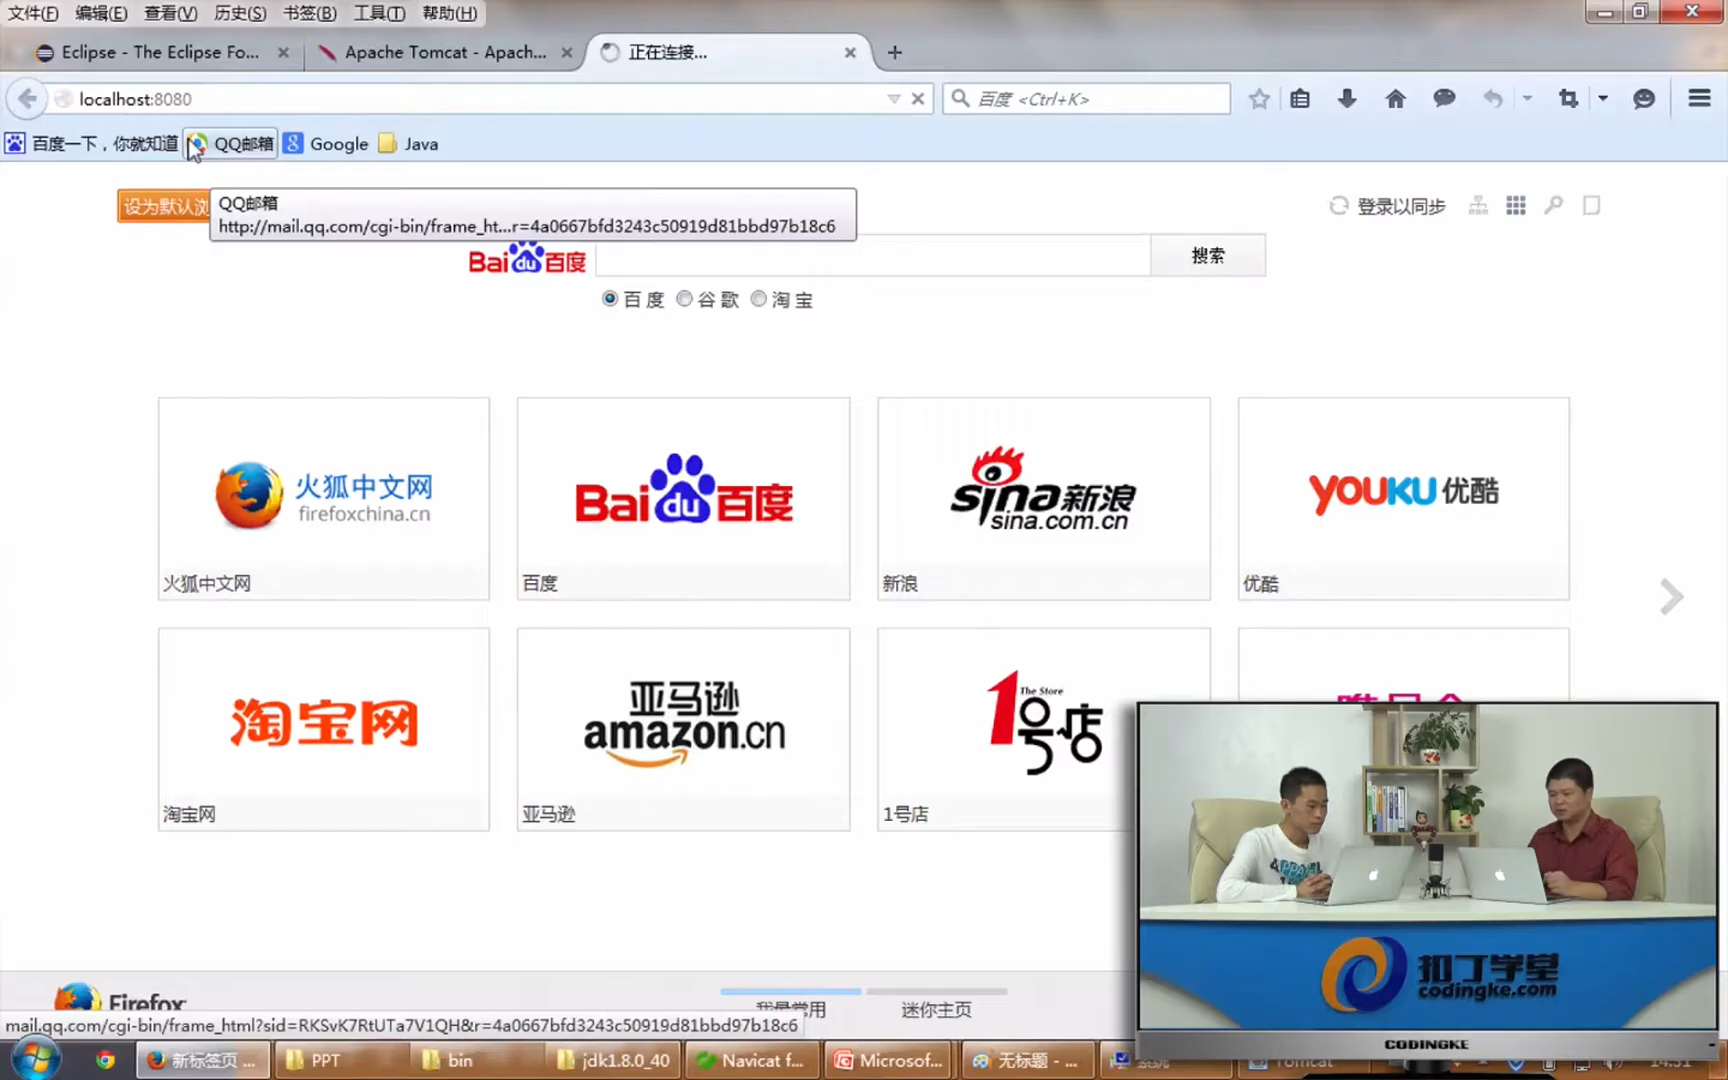 文件(F) 编辑(E) 查看(V) 历史(S) 书签(B) 工具(T) 帮助(H)
Eclipse - The Eclipse Fo... Apache Tomcat - Apach... 正在连接...
localhost:8080 百度 <Ctrl+K>
百度一下，你就知道 QQ邮箱 Google Java
设为默认浏
QQ邮箱
http://mail.qq.com/cgi-bin/frame_ht...r=4a0667bfd3243c50919d81bbd97b18c6
登录以同步
Bai du 百度 搜索
百度 谷歌 淘宝
火狐中文网
firefoxchina.cn
Bai du 百度
sina新浪
sina.com.cn
YOUKU 优酷
火狐中文网 百度 新浪 优酷
淘宝网
亚马逊
amazon.cn
The Store
1号店
淘宝网 亚马逊 1号店
扣丁学堂
codingke.com
CODINGKE
Firefox
我最常用 迷你主页
mail.qq.com/cgi-bin/frame_html?sid=RKSvK7RtUTa7V1QH&r=4a0667bfd3243c50919d81bbd97b18c6
新标签页 ... PPT bin jdk1.8.0_40 Navicat f... Microsof... 无标题 - ... Tomcat 14:31